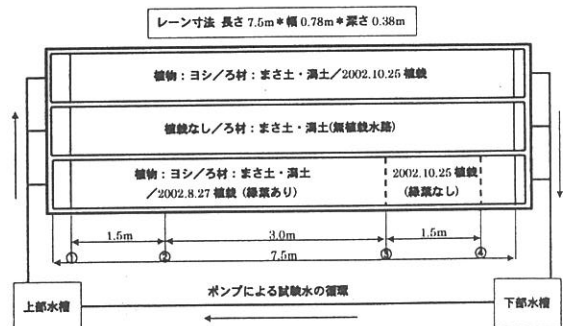 レーン寸法 長さ 7.5m＊幅 0.78m＊深さ 0.38m
植物：ヨシ／ろ材：まさ土・潟土／2002.10.25 植栽
植栽なし／ろ材：まさ土・潟土(無植栽水路)
植物：ヨシ／ろ材：まさ土・潟土
／2002.8.27 植栽 (緑葉あり)
2002.10.25 植栽
(緑葉なし)
1.5m
3.0m
1.5m
① ② ③ ④
7.5m
上部水槽
ポンプによる試験水の循環
下部水槽